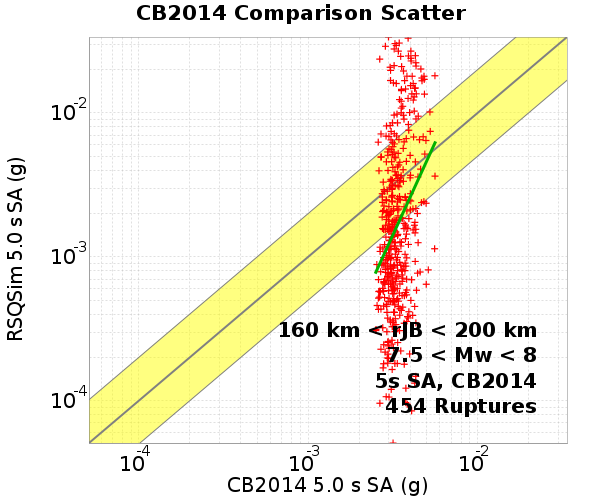 CB2014 Comparison Scatter
RSQSim 5.0 s SA (g)
10-2
10-3
10-4
160 km < rJB < 200 km
7.5 < Mw < 8
5s SA, CB2014
454 Ruptures
10-4 10-3 10-2
CB2014 5.0 s SA (g)